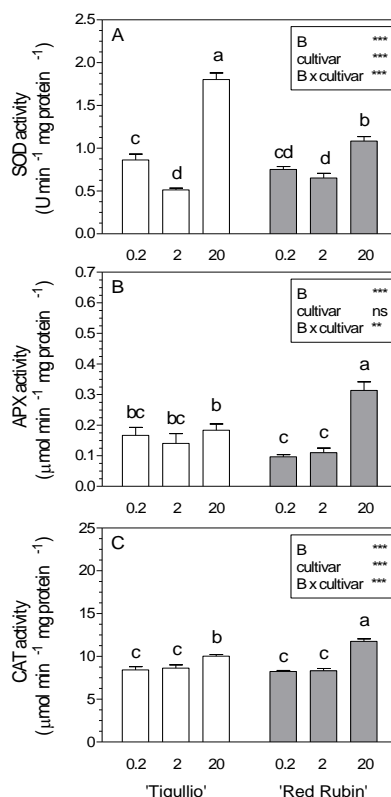 A
B ***
cultivar ***
B x cultivar ***
SOD activity
(U min -1 mg protein -1)
2.5
2.0
1.5
1.0
0.5
0.0
c
d
a
cd
d
b
0.2 2 20 0.2 2 20
B
B ***
cultivar ns
B x cultivar **
APX activity
(μmol min -1 mg protein -1)
0.7
0.6
0.5
0.4
0.3
0.2
0.1
0.0
bc
bc
b
c
c
a
0.2 2 20 0.2 2 20
C
B ***
cultivar ***
B x cultivar ***
CAT activity
(μmol min -1 mg protein -1)
25
20
15
10
5
0
c
c
b
c
c
a
0.2 2 20 0.2 2 20
'Tigullio' 'Red Rubin'